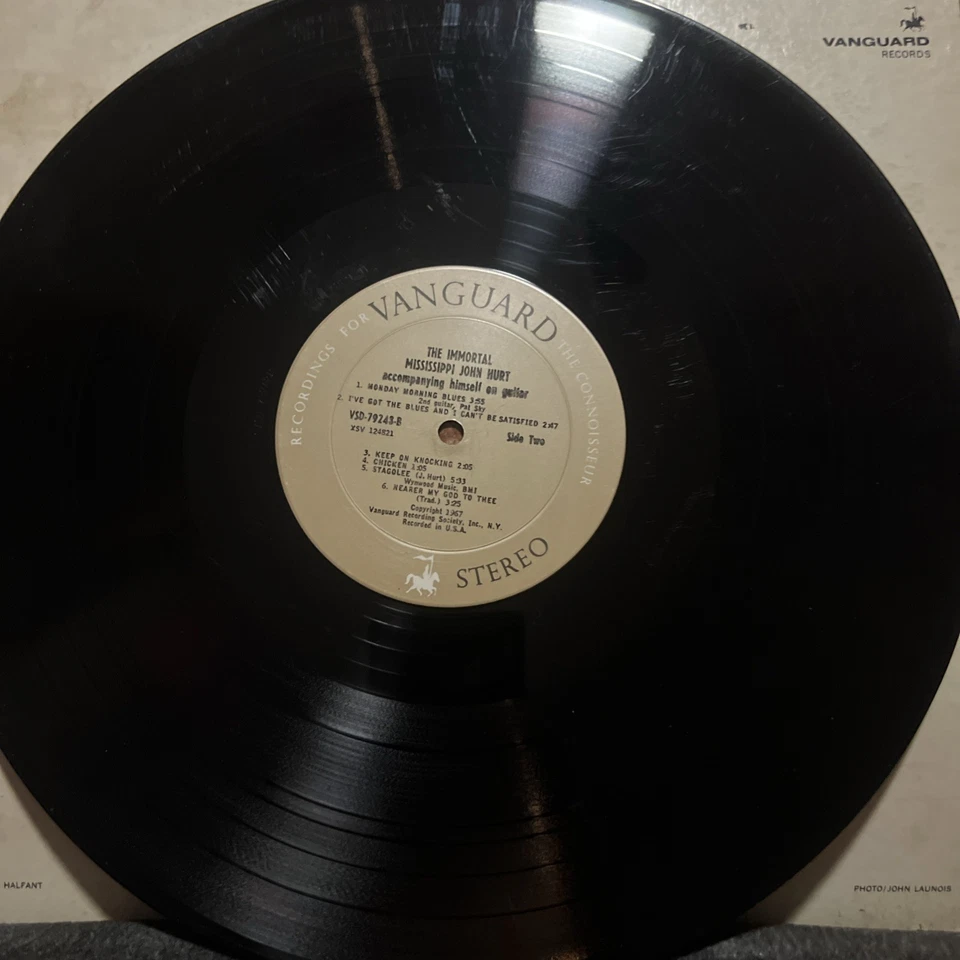 VANGUARD
RECORDS
RECORDINGS FOR VANGUARD THE CONNOISSEUR
THE IMMORTAL
MISSISSIPPI JOHN HURT
accompanying himself on guitar
1. MONDAY MORNING BLUES 3:55
2nd guitar, Pat Sky
2. I'VE GOT THE BLUES AND I CAN'T BE SATISFIED 2:47
VSD-79248-B
XSV 124821
Side Two
3. KEEP ON KNOCKING 2:05
4. CHICKEN 1:05
5. STAGOLEE (J. Hurt) 5:33
Wynwood Music, BMI
6. NEARER MY GOD TO THEE
(Trad.) 3:25
Copyright 1967
Vanguard Recording Society, Inc., N.Y.
Recorded in U.S.A.
STEREO
HALFANT
PHOTO/JOHN LAUNOIS